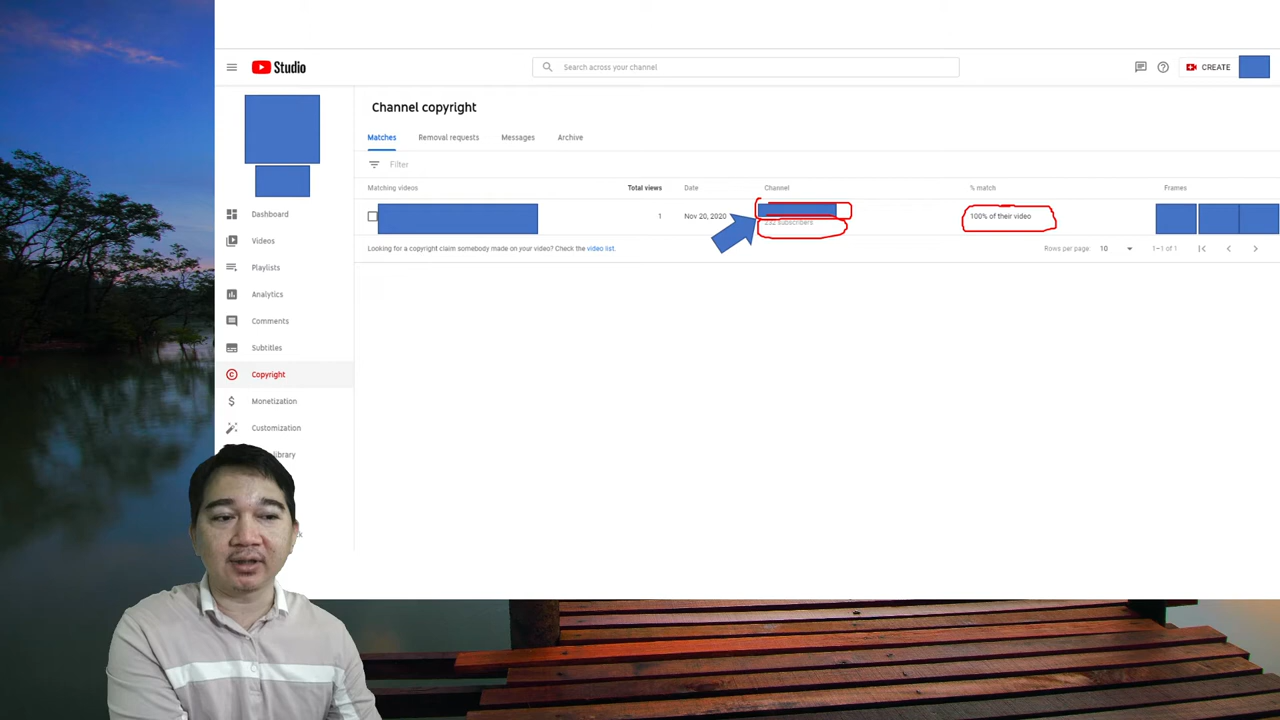 Studio
Search across your channel
CREATE
Channel copyright
Matches Removal requests Messages Archive
Filter
Matching videos Total views Date Channel % match Frames
1 Nov 20, 2020 100% of their video
232 subscribers
Looking for a copyright claim somebody made on your video? Check the video list.
Rows per page: 10 1–1 of 1
Dashboard
Videos
Playlists
Analytics
Comments
Subtitles
Copyright
Monetization
Customization
library